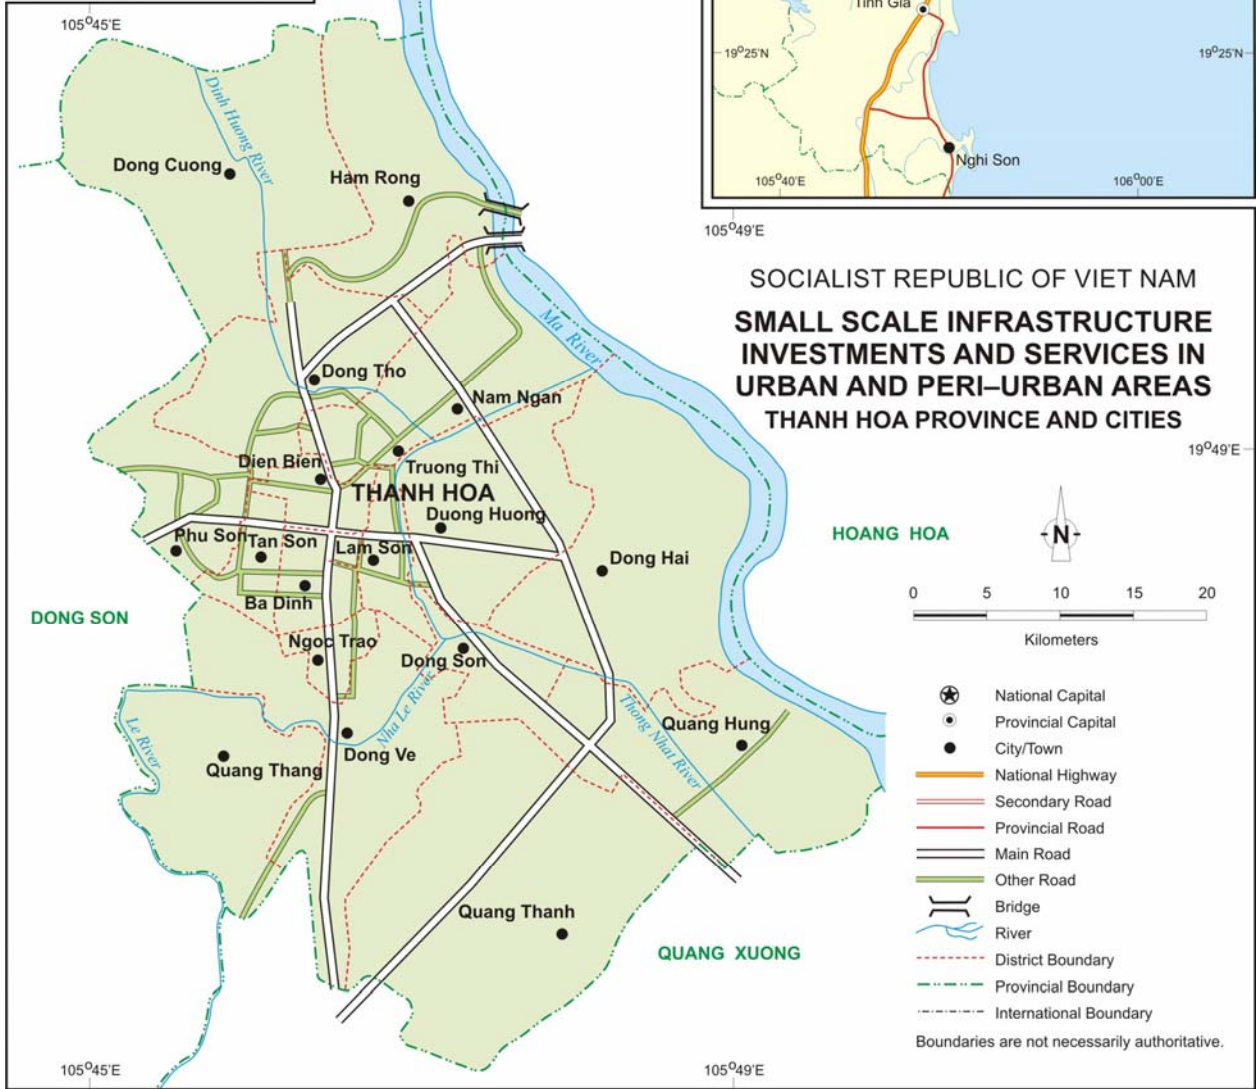 Tinh Gia
19°25'N
19°25'N
Nghi Son
105°40'E
106°00'E
105°45'E
105°49'E
Dinh Huong River
Dong Cuong
Ham Rong
SOCIALIST REPUBLIC OF VIET NAM
SMALL SCALE INFRASTRUCTURE
INVESTMENTS AND SERVICES IN
URBAN AND PERI–URBAN AREAS
THANH HOA PROVINCE AND CITIES
Ma River
Dong Tho
Nam Ngan
19°49'E
Dien Bien
Truong Thi
THANH HOA
Duong Huong
Phu Son
Tan Son
Lam Son
Dong Hai
HOANG HOA
N
Ba Dinh
DONG SON
0 5 10 15 20
Kilometers
Ngoc Trao
Dong Son
Nha Le River
Thong Nhat River
Quang Hung
Le River
Dong Ve
Quang Thang
Quang Thanh
QUANG XUONG
National Capital
Provincial Capital
City/Town
National Highway
Secondary Road
Provincial Road
Main Road
Other Road
Bridge
River
District Boundary
Provincial Boundary
International Boundary
Boundaries are not necessarily authoritative.
105°45'E
105°49'E